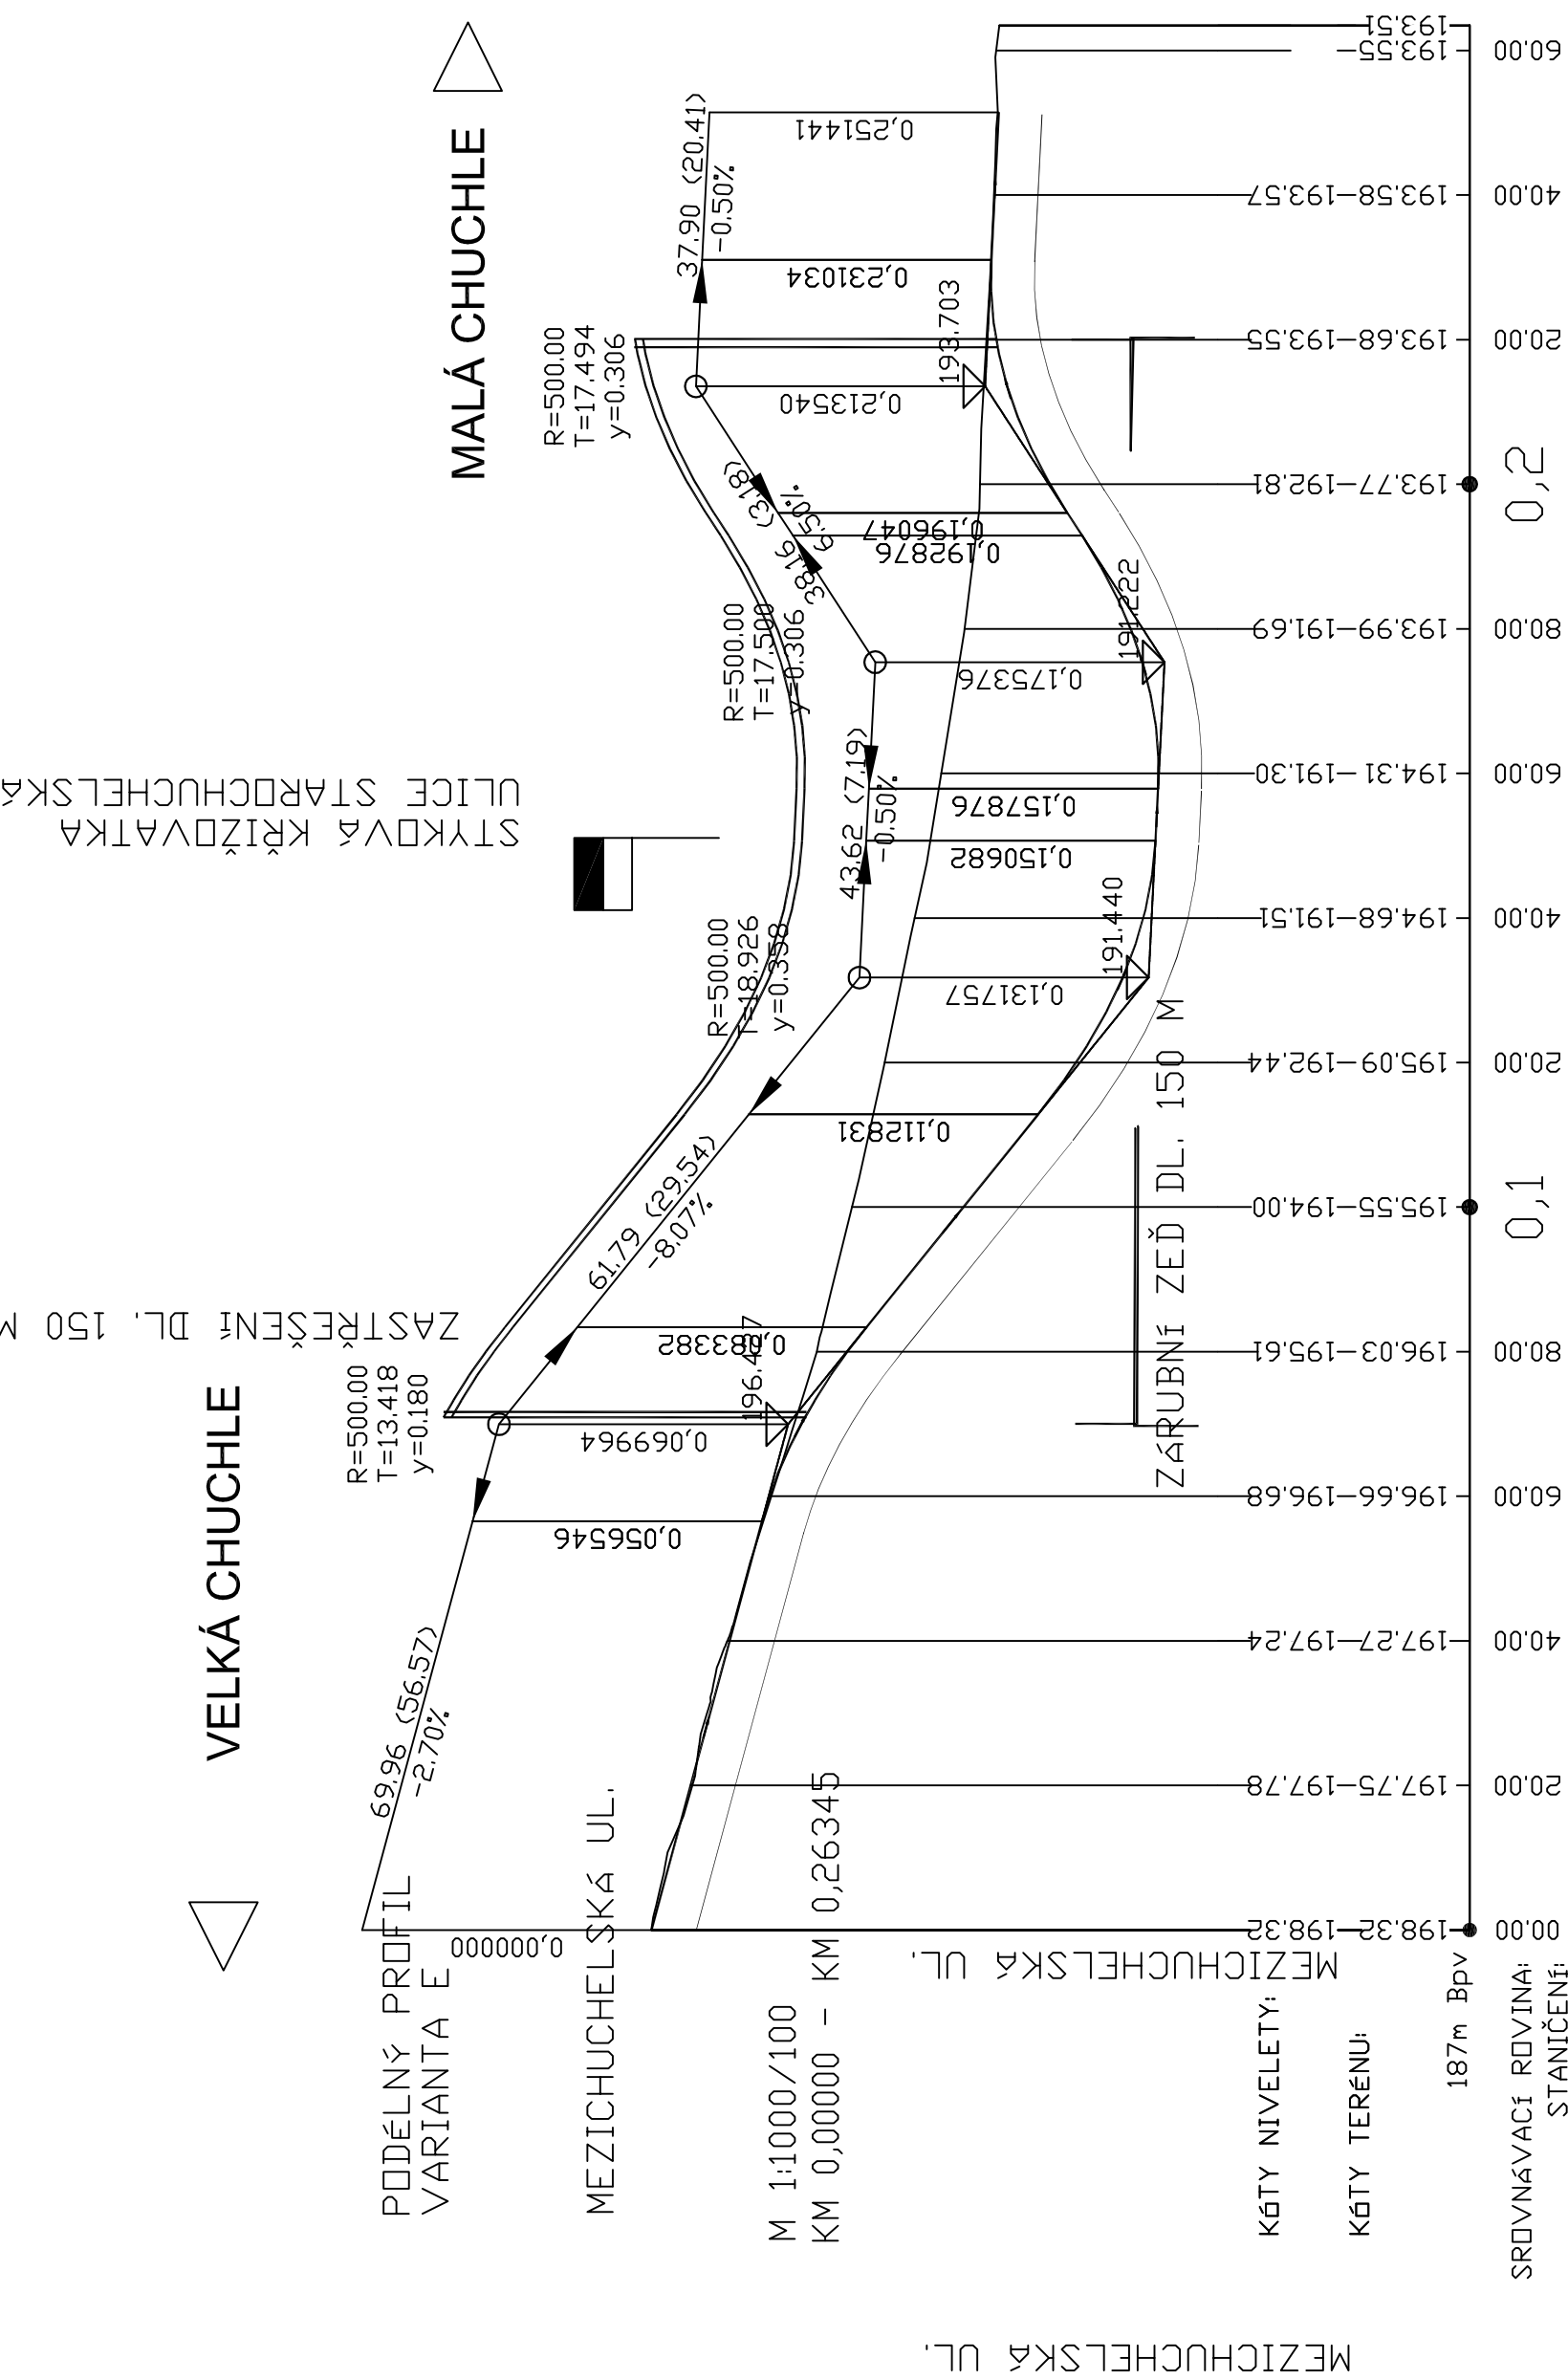 VELKÁ CHUCHLE
MALÁ CHUCHLE
ZASTŘEŠENÍ DL. 150 M
STYKOVÁ KŘIŽOVATKA
ULICE STAROCHUCHELSKÁ
PODÉLNÝ PROFIL
VARIANTA E
MEZICHUCHELSKÁ UL.
M 1:1000/100
KM 0,00000 - KM 0,26345
69.96 (56.57)
-2.70%
R=500.00
T=13.418
y=0.180
61.79 (29.54)
-8.07%
R=500.00
T=18.926
y=0.358
43.62 (7.19)
-0.50%
R=500.00
T=17.500
y=0.306
38.16 (3.18)
6.50%
R=500.00
T=17.494
y=0.306
37.90 (20.41)
-0.50%
0,000000
0,056546
0,069964
0,083382
0,112831
0,131757
0,150682
0,157876
0,175376
0,192876
0,196047
0,213540
0,231034
0,251441
191.440
191.222
193.703
ZÁRUBNÍ ZEĎ DL. 150 M
MEZICHUCHELSKÁ UL.
MEZICHUCHELSKÁ UL.
KóTY NIVELETY:
198.32
197.78
197.24
196.68
195.61
194.00
192.44
191.51
191.30
191.69
192.81
193.55
193.57
KóTY TERÉNU:
198.32
197.75
197.27
196.66
196.03
195.55
195.09
194.68
194.31
193.99
193.77
193.68
193.58
193.55
193.51
187m Bpv
SROVNÁVACÍ ROVINA:
STANIČENí:
00.00
20.00
40.00
60.00
80.00
0,1
20.00
40.00
60.00
80.00
0,2
20.00
40.00
60.00